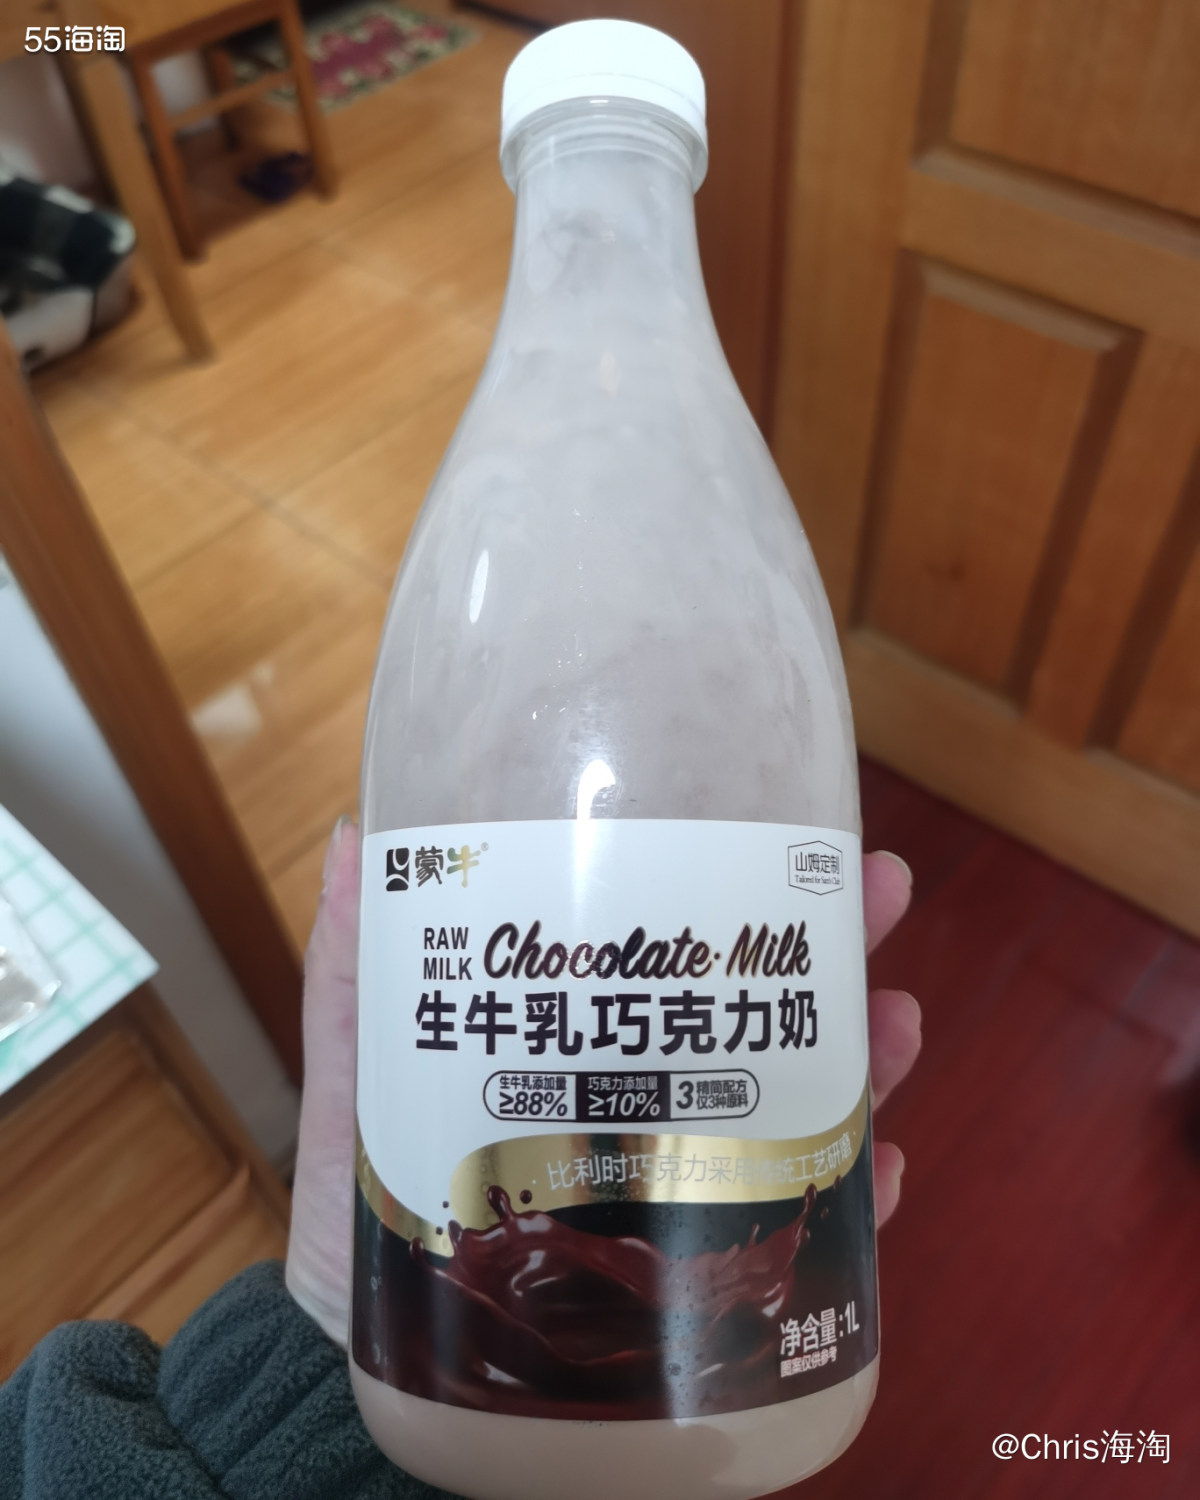 55海淘
蒙牛®
山姆定制
Tailored for Sam's Club
RAW
MILK
Chocolate·Milk
生牛乳巧克力奶
生牛乳添加量
≥88%
巧克力添加量
≥10%
3
精简配方
仅3种原料
·比利时巧克力采用传统工艺研磨·
净含量:1L
图案仅供参考
@Chris海淘